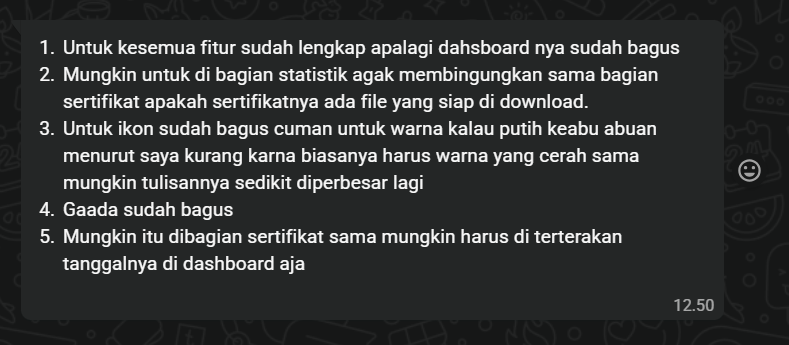 1. Untuk kesemua fitur sudah lengkap apalagi dahsboard nya sudah bagus
2. Mungkin untuk di bagian statistik agak membingungkan sama bagian
sertifikat apakah sertifikatnya ada file yang siap di download.
3. Untuk ikon sudah bagus cuman untuk warna kalau putih keabu abuan
menurut saya kurang karna biasanya harus warna yang cerah sama
mungkin tulisannya sedikit diperbesar lagi
4. Gaada sudah bagus
5. Mungkin itu dibagian sertifikat sama mungkin harus di terterakan
tanggalnya di dashboard aja
12.50